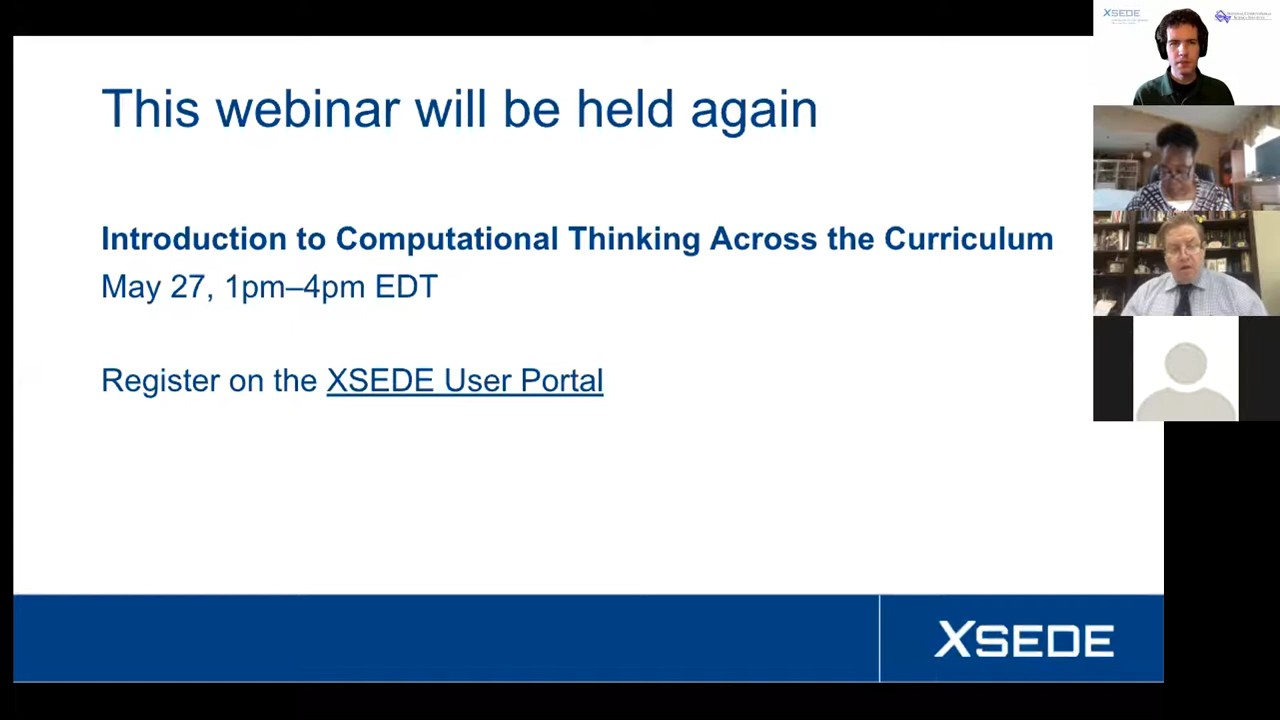 This webinar will be held again
Introduction to Computational Thinking Across the Curriculum
May 27, 1pm–4pm EDT
Register on the XSEDE User Portal
XSEDE
XSEDE